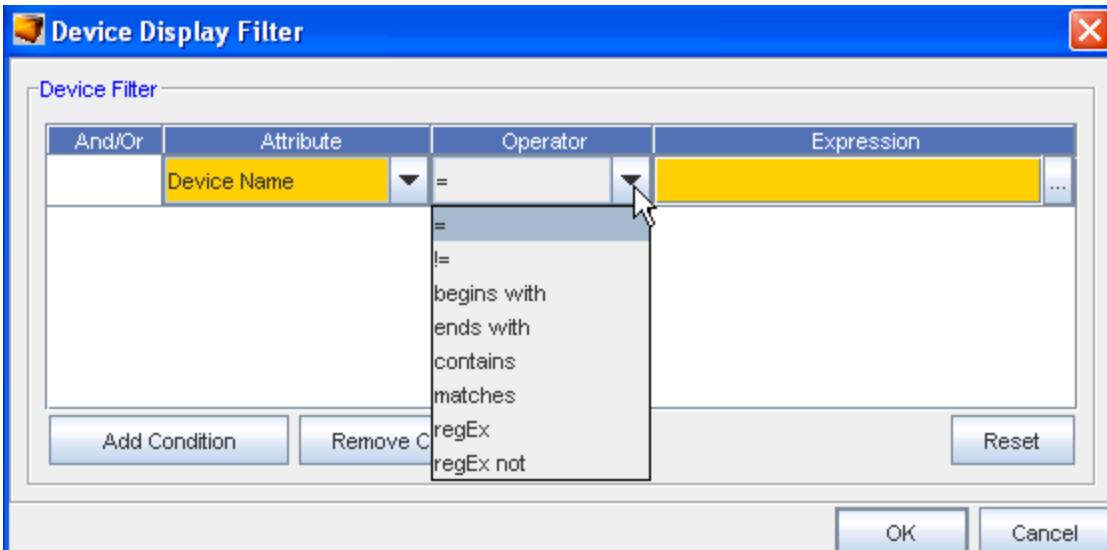 Device Display Filter
Device Filter
And/Or Attribute Operator Expression
Device Name = ...
=
!=
begins with
ends with
contains
matches
regEx
regEx not
Add Condition Remove C Reset
OK Cancel